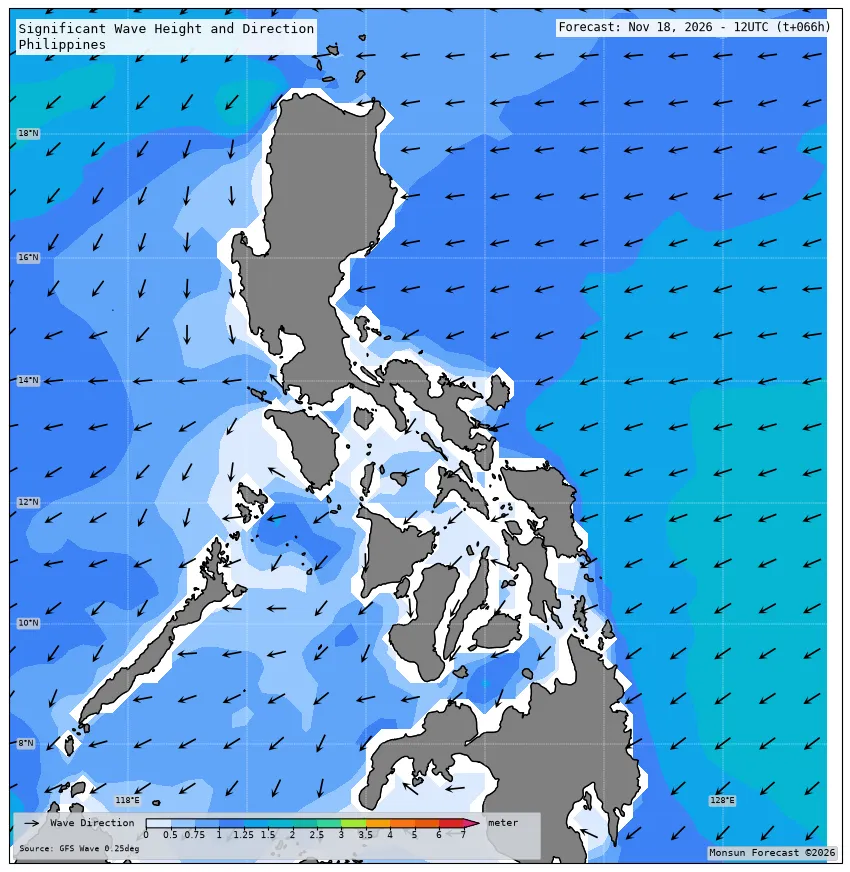 Significant Wave Height and Direction
Philippines
Forecast: Nov 18, 2026 - 12UTC (t+066h)
18°N
16°N
14°N
12°N
10°N
8°N
118°E
128°E
Wave Direction
0 0.5 0.75 1 1.25 1.5 2 2.5 3 3.5 4 5 6 7
meter
Source: GFS Wave 0.25deg
Monsun Forecast ©2026